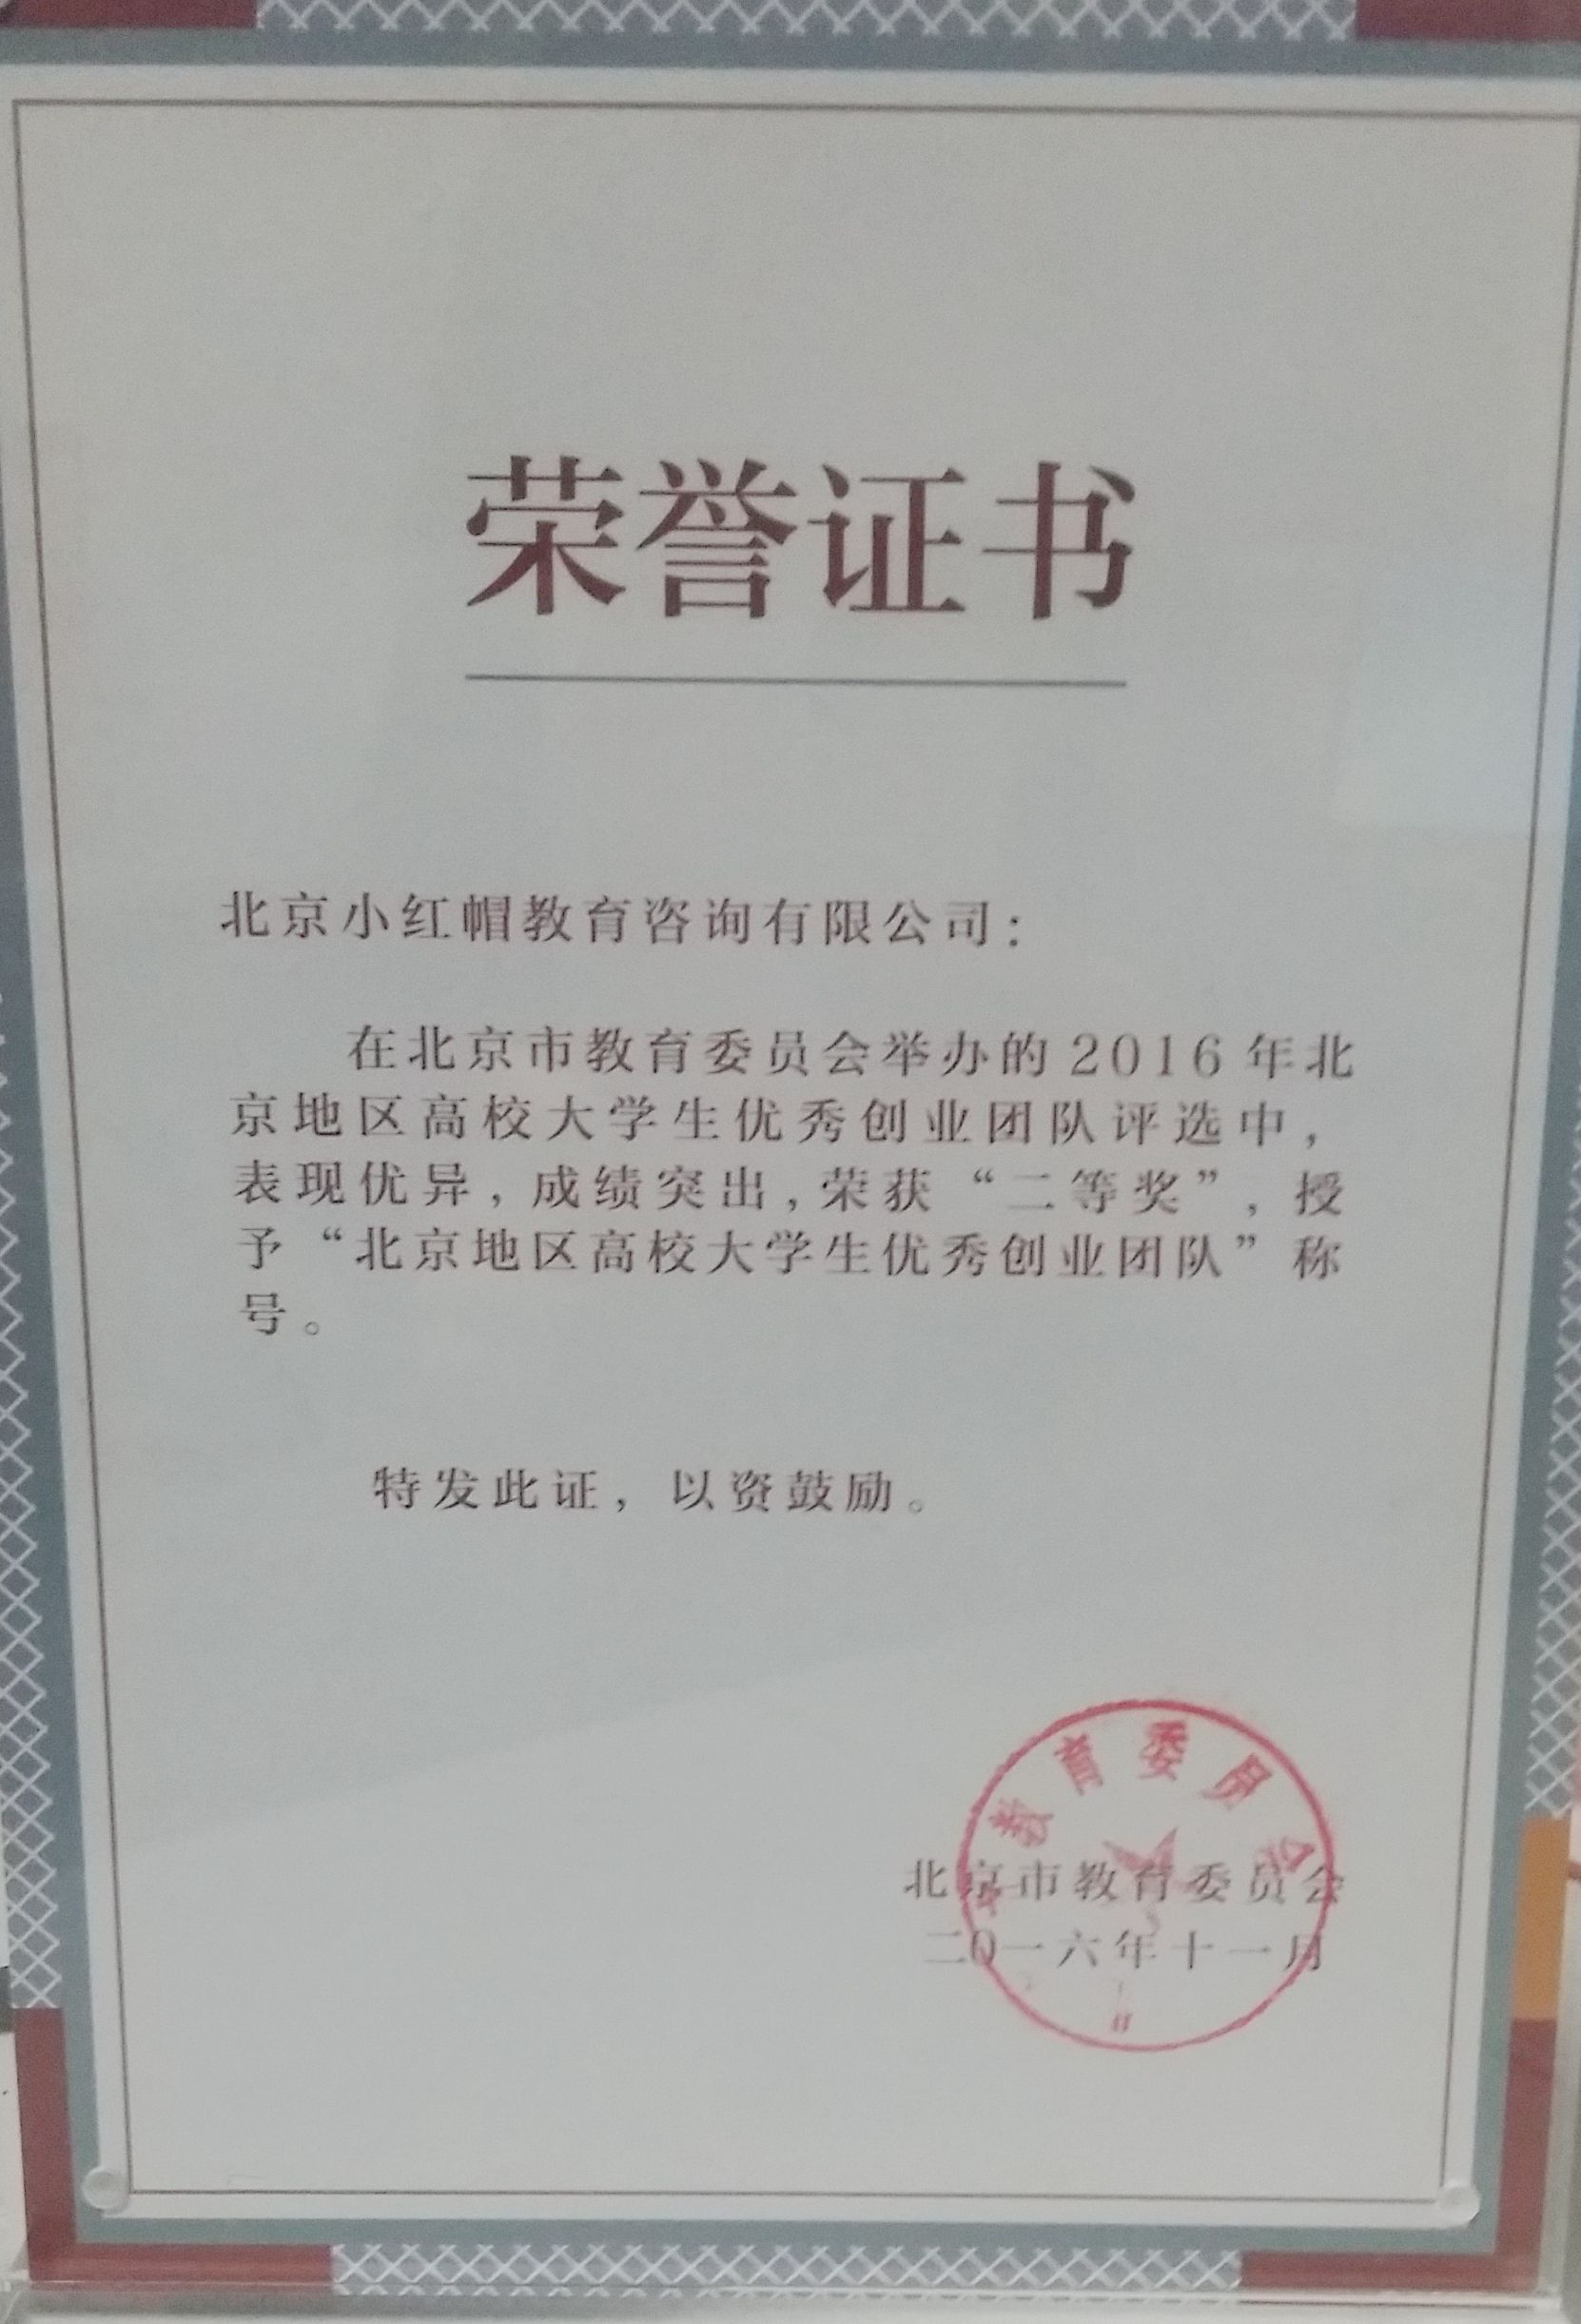 荣誉证书
北京小红帽教育咨询有限公司：
在北京市教育委员会举办的2016年北
京地区高校大学生优秀创业团队评选中，
表现优异，成绩突出，荣获“二等奖”，授
予“北京地区高校大学生优秀创业团队”称
号。
特发此证，以资鼓励。
教育委员会
北京市教育委员会
二〇一六年十一月